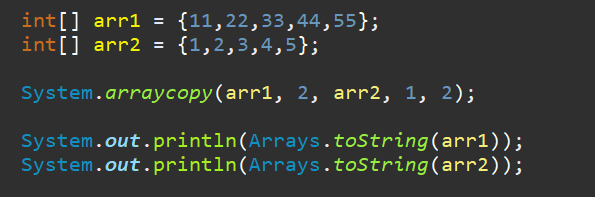 int[] arr1 = {11,22,33,44,55};
int[] arr2 = {1,2,3,4,5};
System.arraycopy(arr1, 2, arr2, 1, 2);
System.out.println(Arrays.toString(arr1));
System.out.println(Arrays.toString(arr2));